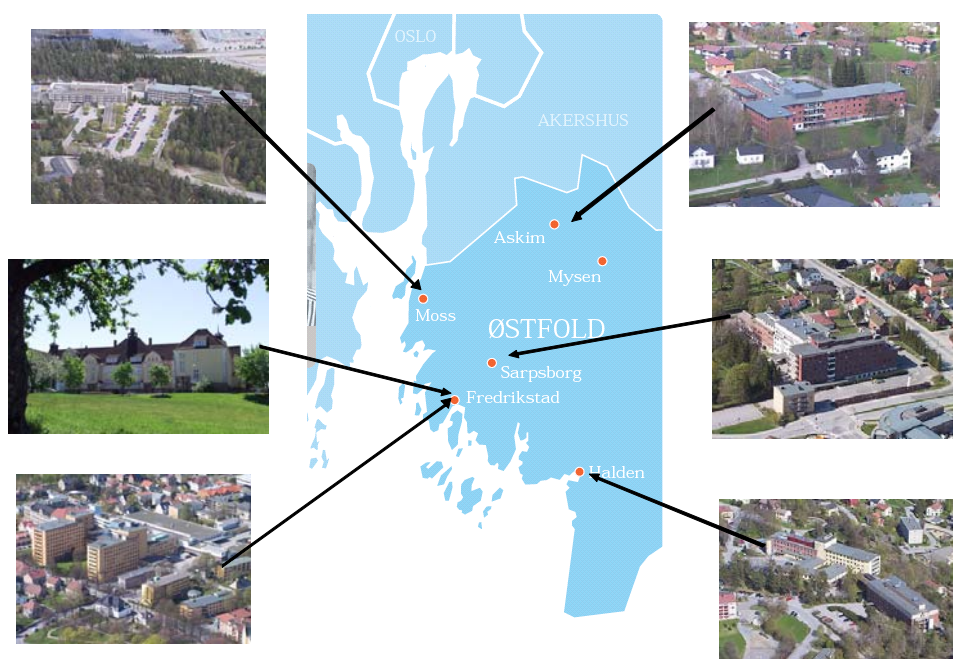 OSLO
AKERSHUS
Askim
Mysen
Moss
ØSTFOLD
Sarpsborg
Fredrikstad
Halden